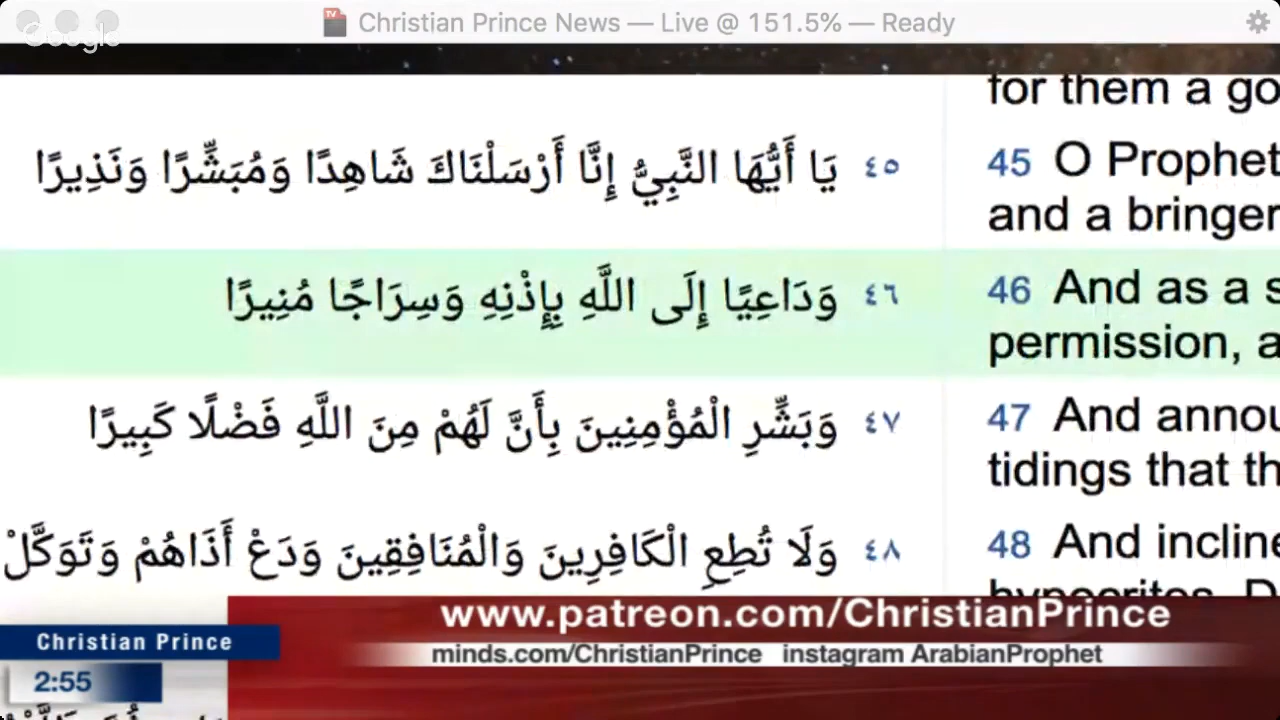 Christian Prince News — Live @ 151.5% — Ready
Google
for them a go
يَا أَيُّهَا النَّبِيُّ إِنَّا أَرْسَلْنَاكَ شَاهِدًا وَمُبَشِّرًا وَنَذِيرًا ٤٥
45 O Prophet
and a bringer
وَدَاعِيًا إِلَى اللَّهِ بِإِذْنِهِ وَسِرَاجًا مُنِيرًا ٤٦
46 And as a s
permission, a
وَبَشِّرِ الْمُؤْمِنِينَ بِأَنَّ لَهُمْ مِنَ اللَّهِ فَضْلًا كَبِيرًا ٤٧
47 And annou
tidings that th
وَلَا تُطِعِ الْكَافِرِينَ وَالْمُنَافِقِينَ وَدَعْ أَذَاهُمْ وَتَوَكَّلْ ٤٨
48 And incline
hypocrites. D
www.patreon.com/ChristianPrince
minds.com/ChristianPrince instagram ArabianProphet
Christian Prince
2:55